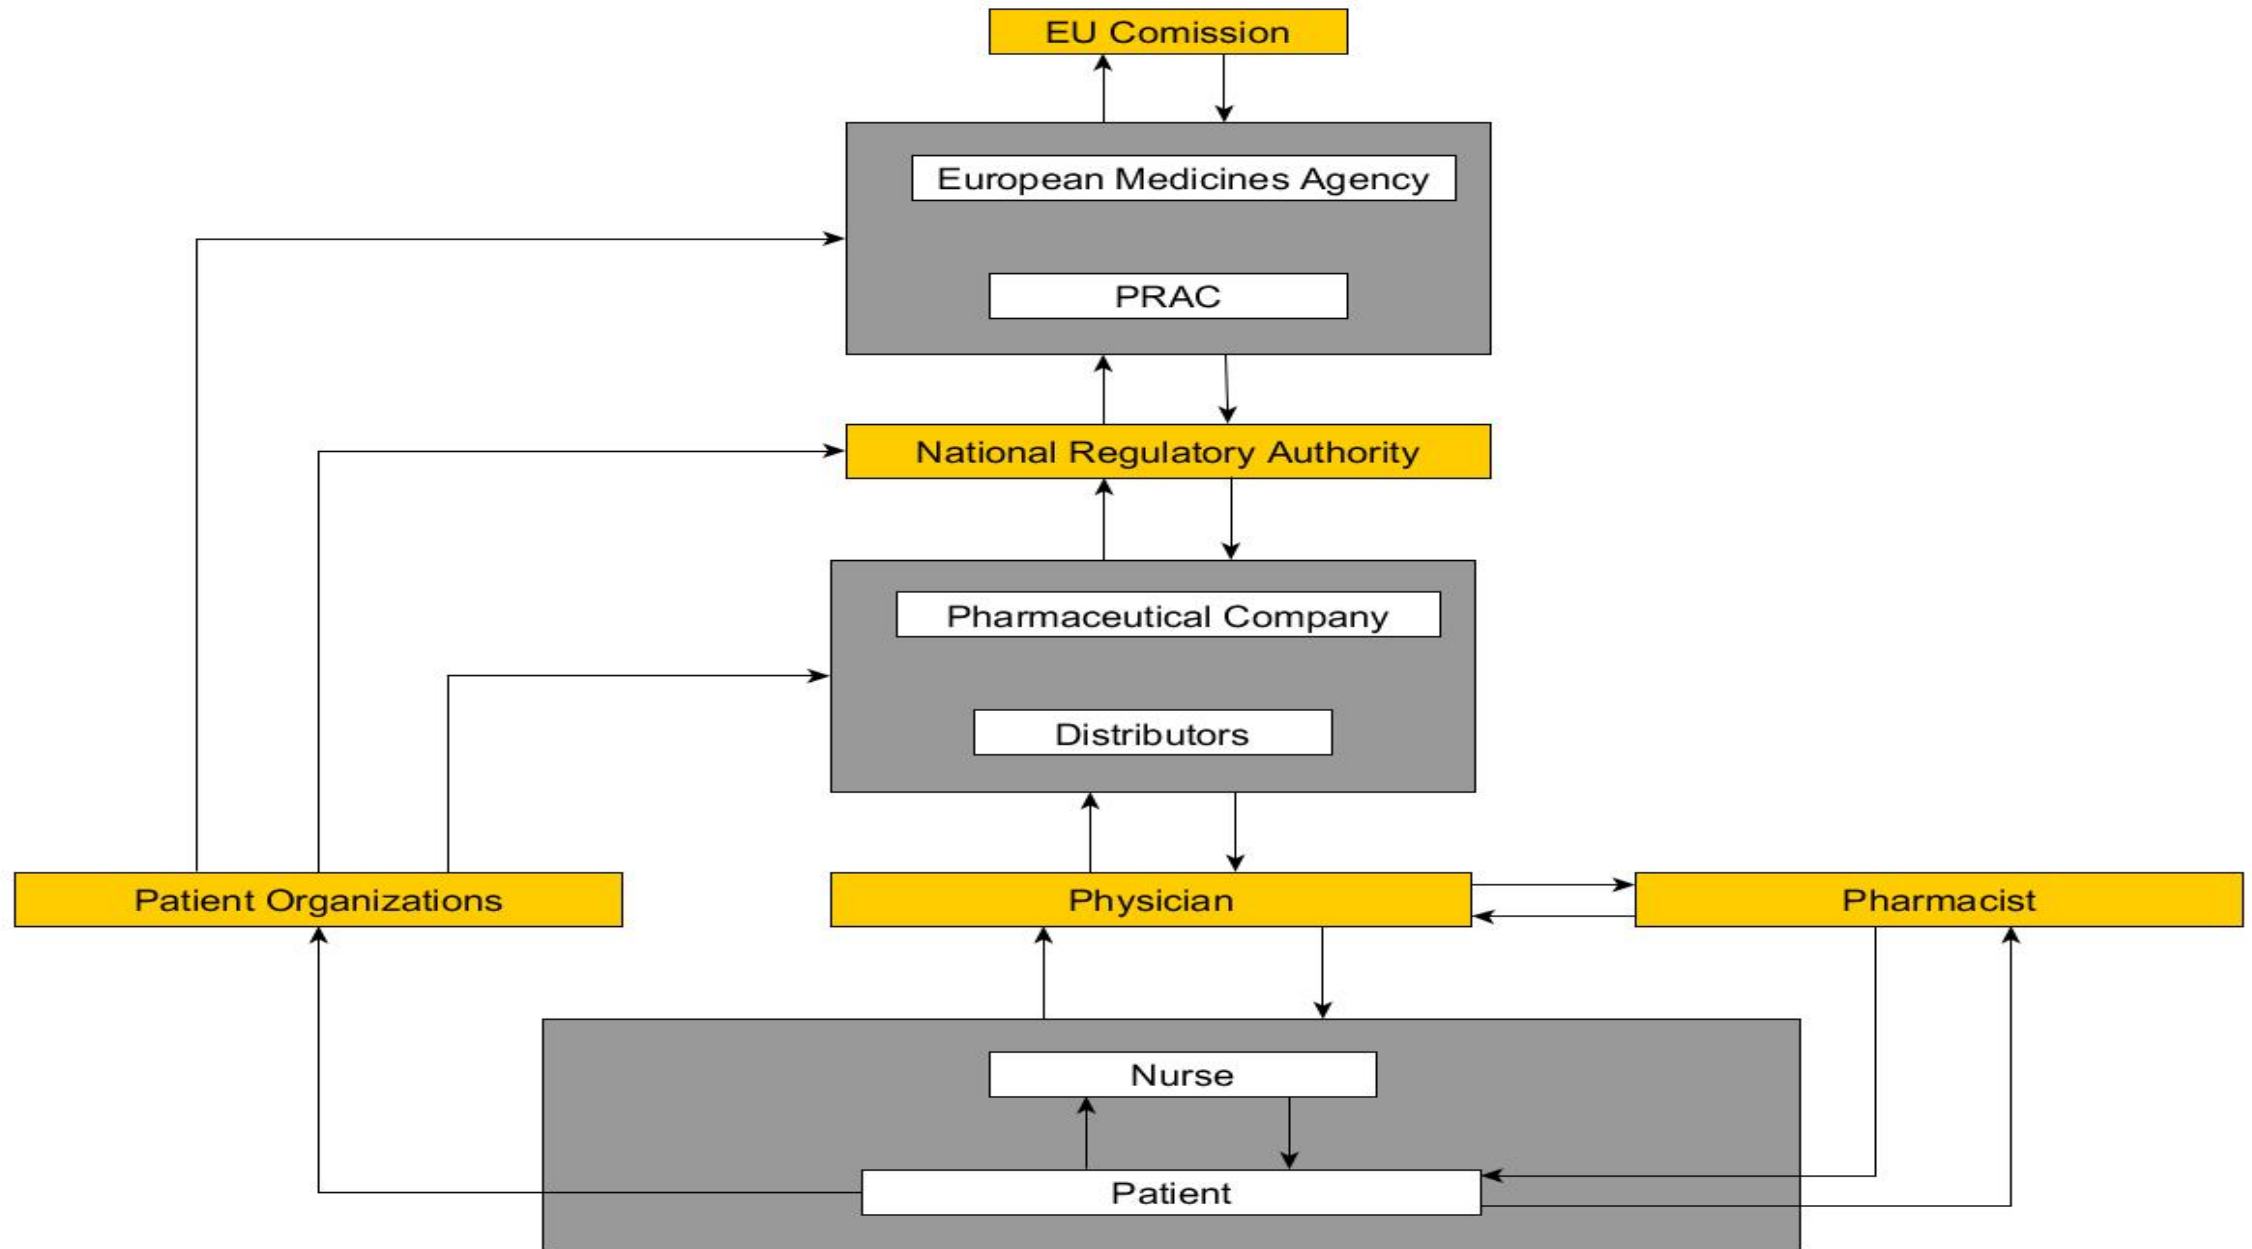 EU Comission
European Medicines Agency
PRAC
National Regulatory Authority
Pharmaceutical Company
Distributors
Patient Organizations
Physician
Pharmacist
Nurse
Patient